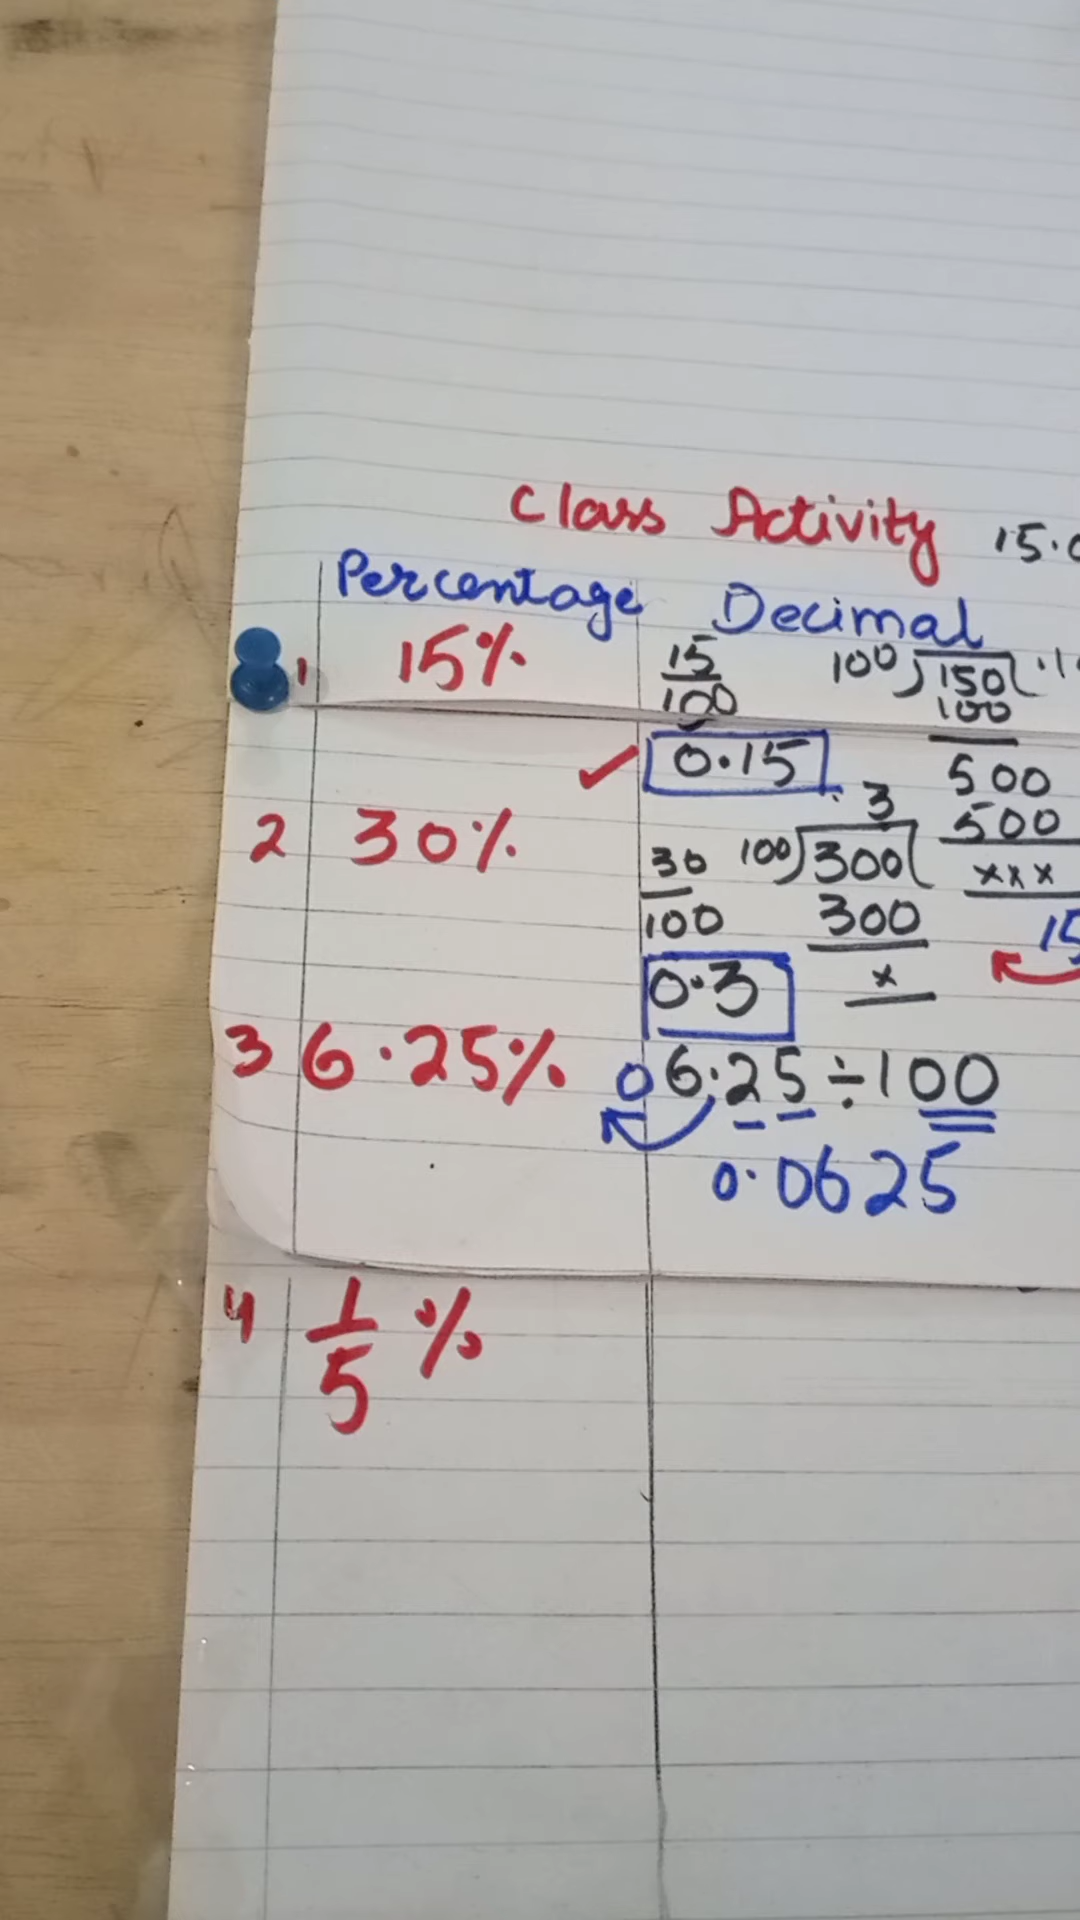 Class Activity 15.
Percentage Decimal
1 15% 15/100 100)150(.1
100
0.15 500
500
×××
2 30% 30/100 100)300( .3
300
×
0.3
15
3 6.25% 06.25÷100
0.0625
4 1/5 %